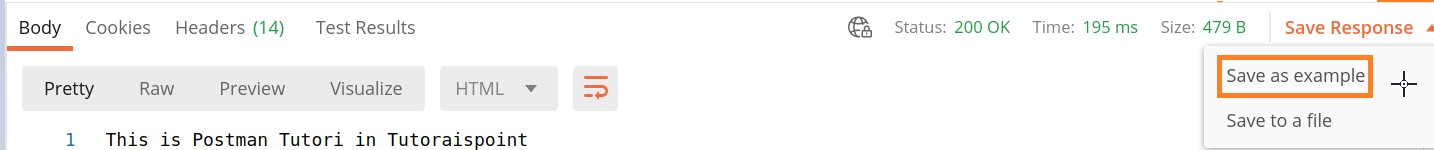 Body Cookies Headers (14) Test Results Status: 200 OK Time: 195 ms Size: 479 B Save Response
Save as example
Pretty Raw Preview Visualize HTML
Save to a file
1 This is Postman Tutori in Tutoraispoint